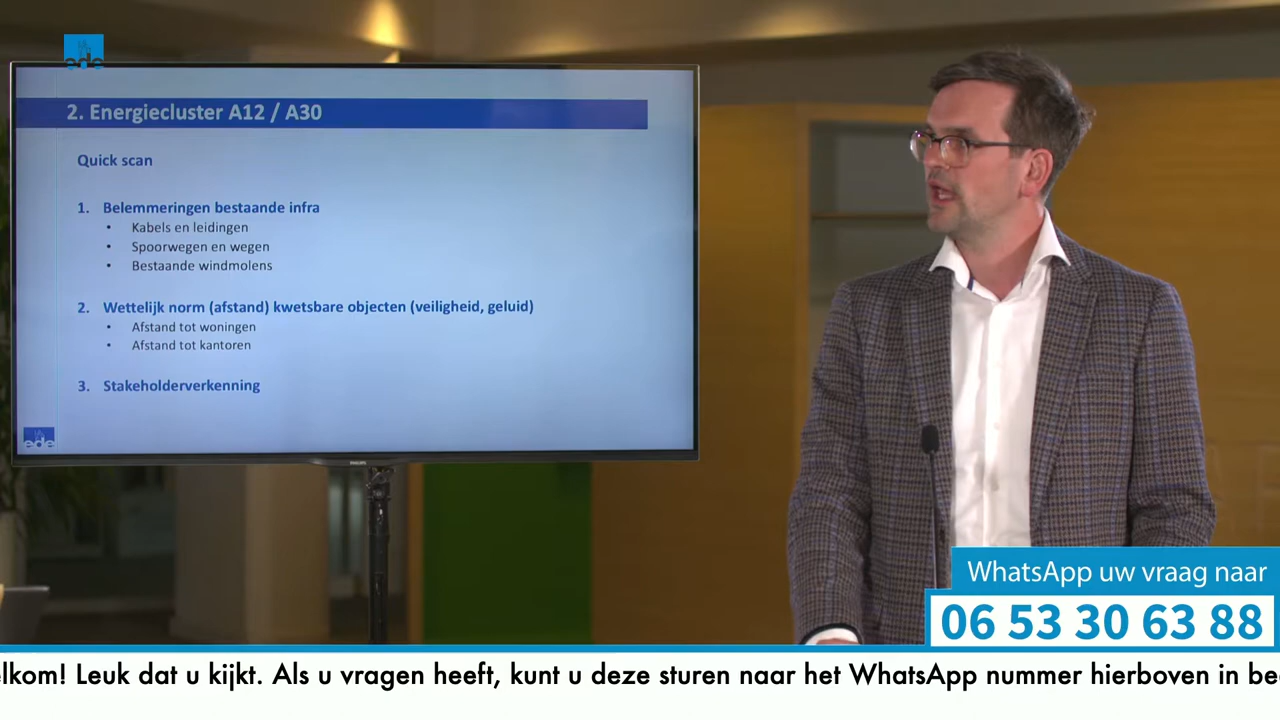 ede
2. Energiecluster A12 / A30
Quick scan
1. Belemmeringen bestaande infra
• Kabels en leidingen
• Spoorwegen en wegen
• Bestaande windmolens
2. Wettelijk norm (afstand) kwetsbare objecten (veiligheid, geluid)
• Afstand tot woningen
• Afstand tot kantoren
3. Stakeholderverkenning
ede
PHILIPS
WhatsApp uw vraag naar
06 53 30 63 88
elkom! Leuk dat u kijkt. Als u vragen heeft, kunt u deze sturen naar het WhatsApp nummer hierboven in be